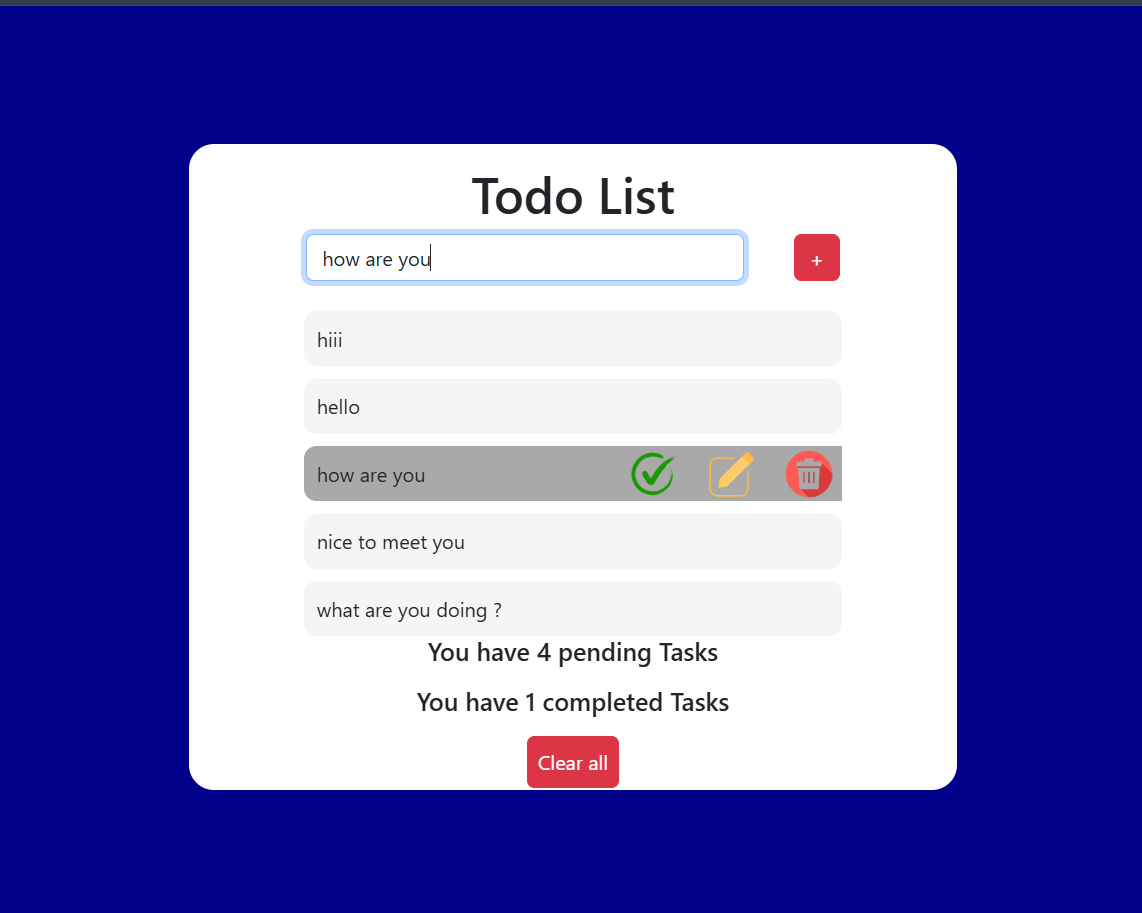 Todo List
how are you
+
hiii
hello
how are you
nice to meet you
what are you doing ?
You have 4 pending Tasks
You have 1 completed Tasks
Clear all